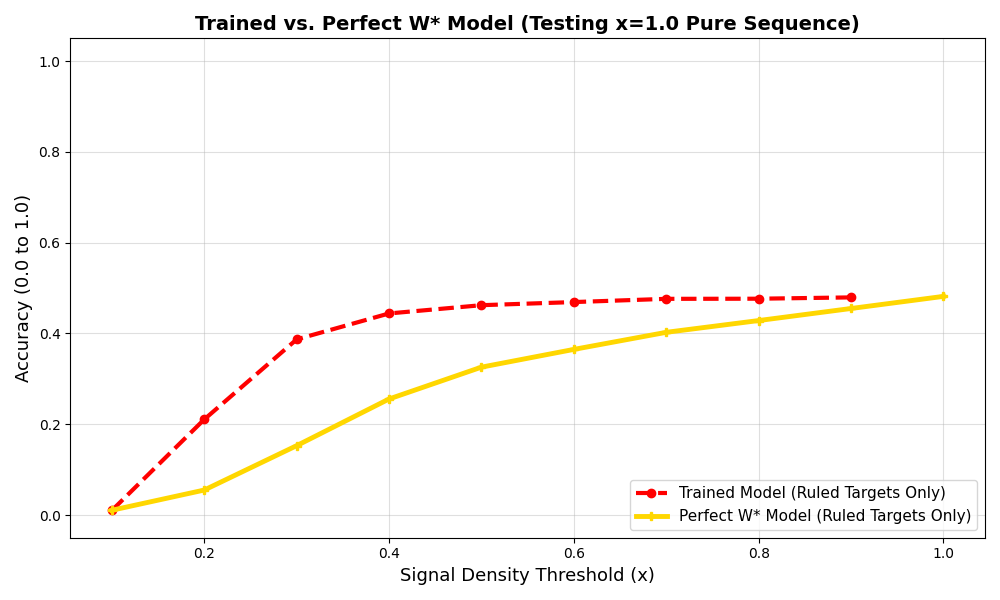 Trained vs. Perfect W* Model (Testing x=1.0 Pure Sequence)
Accuracy (0.0 to 1.0)
1.0
0.8
0.6
0.4
0.2
0.0
0.2
0.4
0.6
0.8
1.0
Signal Density Threshold (x)
Trained Model (Ruled Targets Only)
Perfect W* Model (Ruled Targets Only)